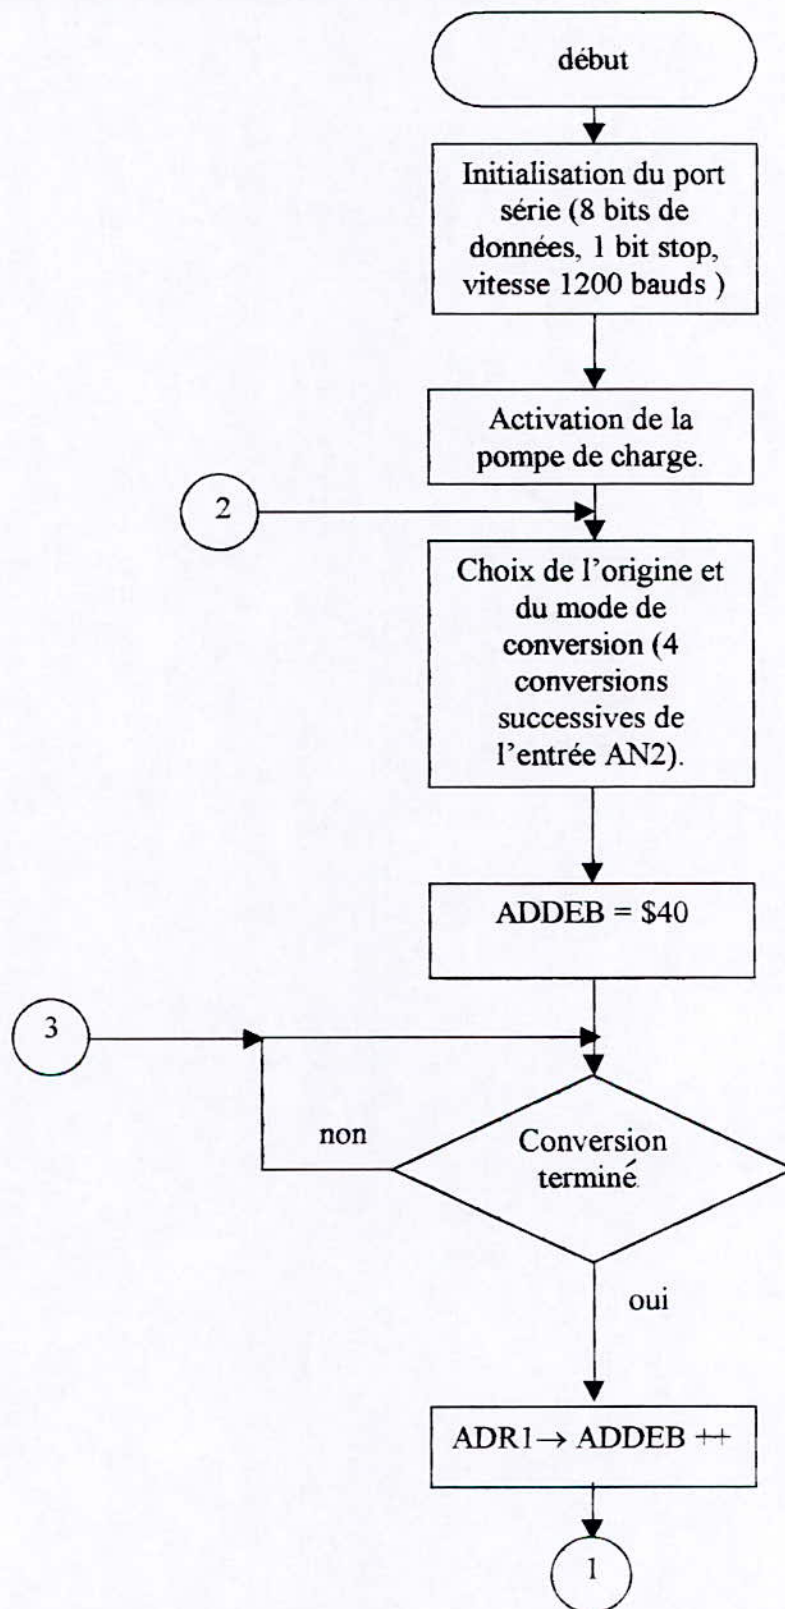 début
Initialisation du port
série (8 bits de
données, 1 bit stop,
vitesse 1200 bauds )
Activation de la
pompe de charge.
2
Choix de l'origine et
du mode de
conversion (4
conversions
successives de
l'entrée AN2).
ADDEB = $40
3
non
Conversion
terminé
oui
ADR1→ ADDEB ++
1